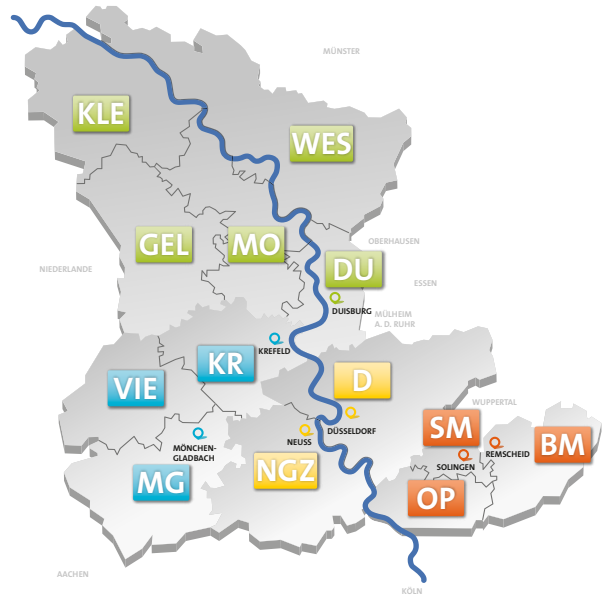 MÜNSTER
KLE
WES
GEL
MO
OBERHAUSEN
DU
NIEDERLANDE
ESSEN
DUISBURG
MÜLHEIM
A. D. RUHR
KREFELD
KR
D
VIE
WUPPERTAL
SM
DÜSSELDORF
NEUSS
BM
MÖNCHEN-
GLADBACH
REMSCHEID
SOLINGEN
NGZ
MG
OP
AACHEN
KÖLN